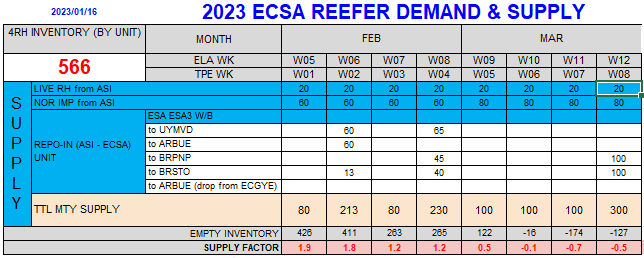 2023/01/16 2023 ECSA REEFER DEMAND & SUPPLY
4RH INVENTORY (BY UNIT) MONTH FEB MAR
566 ELA WK W05 W06 W07 W08 W09 W10 W11 W12
TPE WK W01 W02 W03 W04 W05 W06 W07 W08
SUPPLY
LIVE RH from ASI 20 20 20 20 20 20 20 20
NOR IMP from ASI 60 60 60 60 80 80 80 80
REPO-IN (ASI - ECSA) UNIT
ESA ESA3 W/B
to UYMVD 60 65
to ARBUE 60
to BRPNP 45 100
to BRSTO 13 40 100
to ARBUE (drop from ECGYE)
TTL MTY SUPPLY 80 213 80 230 100 100 100 300
EMPTY INVENTORY 426 411 263 265 122 -16 -174 -127
SUPPLY FACTOR 1.9 1.8 1.2 1.2 0.5 -0.1 -0.7 -0.5